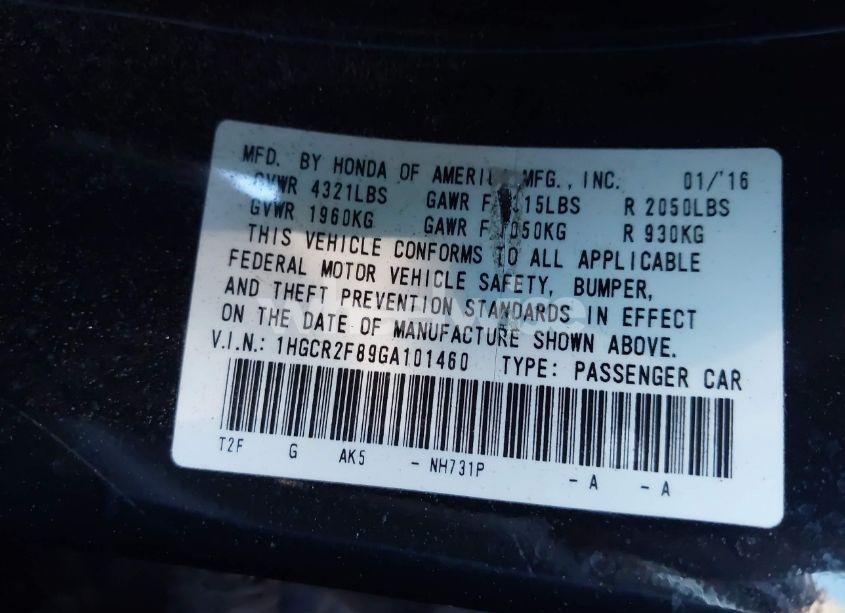 MFD. BY HONDA OF AMERI MFG., INC. 01/'16
GVWR 4321LBS GAWR F 15LBS R 2050LBS
GVWR 1960KG GAWR F 050KG R 930KG
THIS VEHICLE CONFORMS TO ALL APPLICABLE
FEDERAL MOTOR VEHICLE SAFETY, BUMPER,
AND THEFT PREVENTION STANDARDS IN EFFECT
ON THE DATE OF MANUFACTURE SHOWN ABOVE.
V.I.N.: 1HGCR2F89GA101460 TYPE: PASSENGER CAR
T2F G AK5 - NH731P - A - A